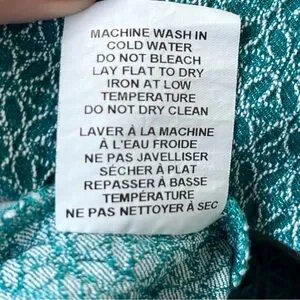 MACHINE WASH IN
COLD WATER
DO NOT BLEACH
LAY FLAT TO DRY
IRON AT LOW
TEMPERATURE
DO NOT DRY CLEAN
LAVER À LA MACHINE
À L'EAU FROIDE
NE PAS JAVELLISER
SÉCHER À PLAT
REPASSER À BASSE
TEMPÉRATURE
NE PAS NETTOYER À SEC